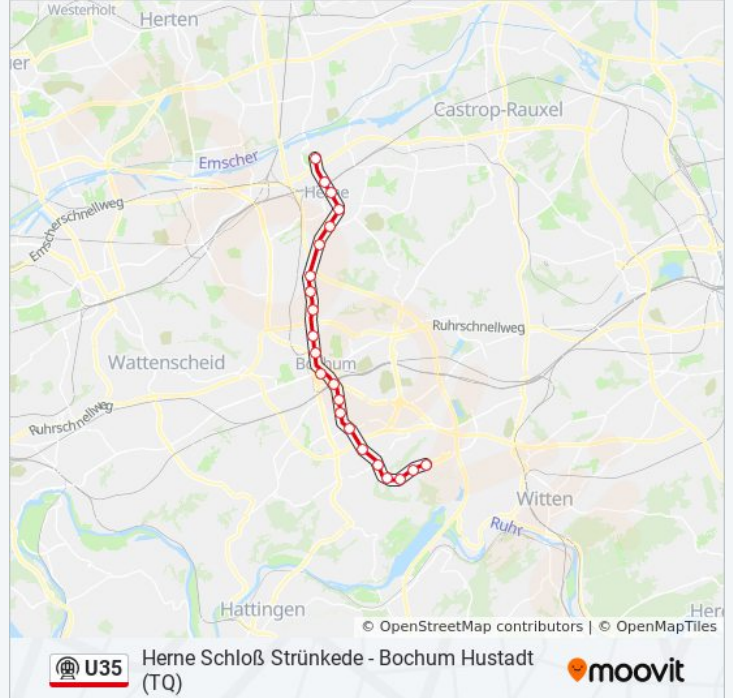 Westerholt
Herten
Castrop-Rauxel
Emscher
Herne
Emscherschnellweg
Ruhrschnellweg
Wattenscheid
Bochum
Ruhrschnellweg
Witten
Ruhr
Hattingen
© OpenStreetMap contributors | © OpenMapTiles
U35
Herne Schloß Strünkede - Bochum Hustadt
(TQ)
moovit